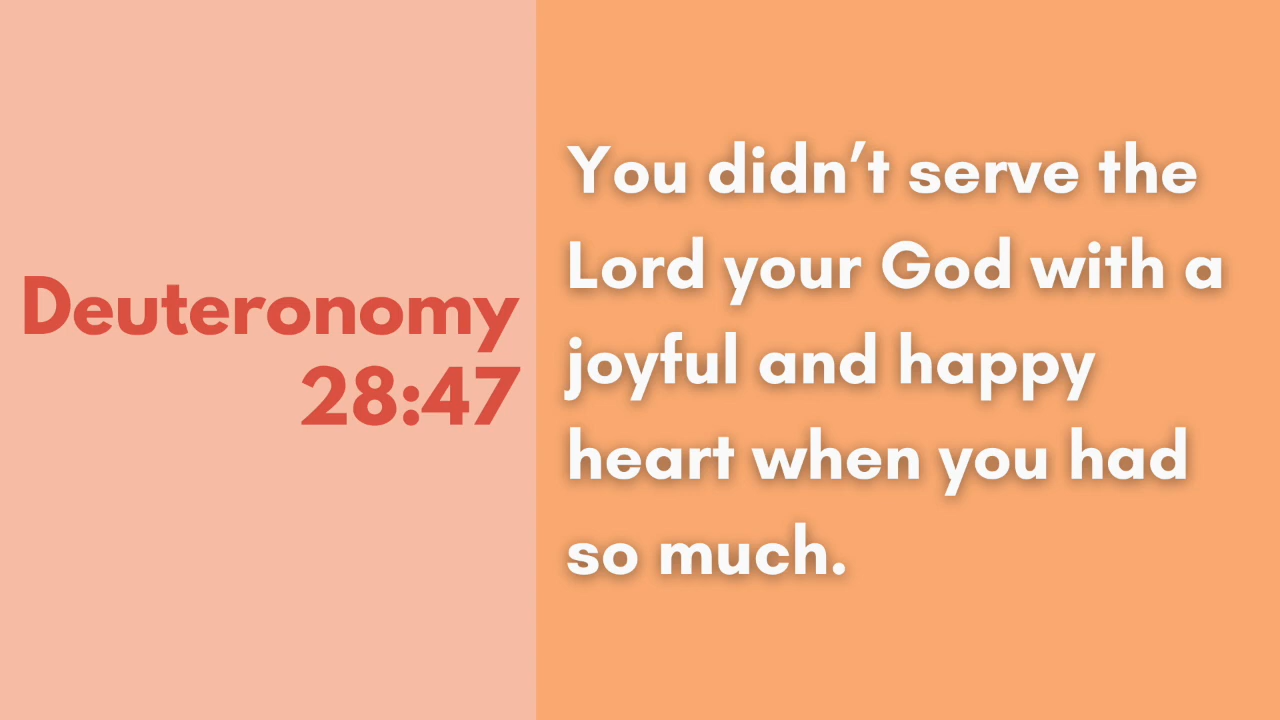 Deuteronomy
28:47
You didn’t serve the
Lord your God with a
joyful and happy
heart when you had
so much.